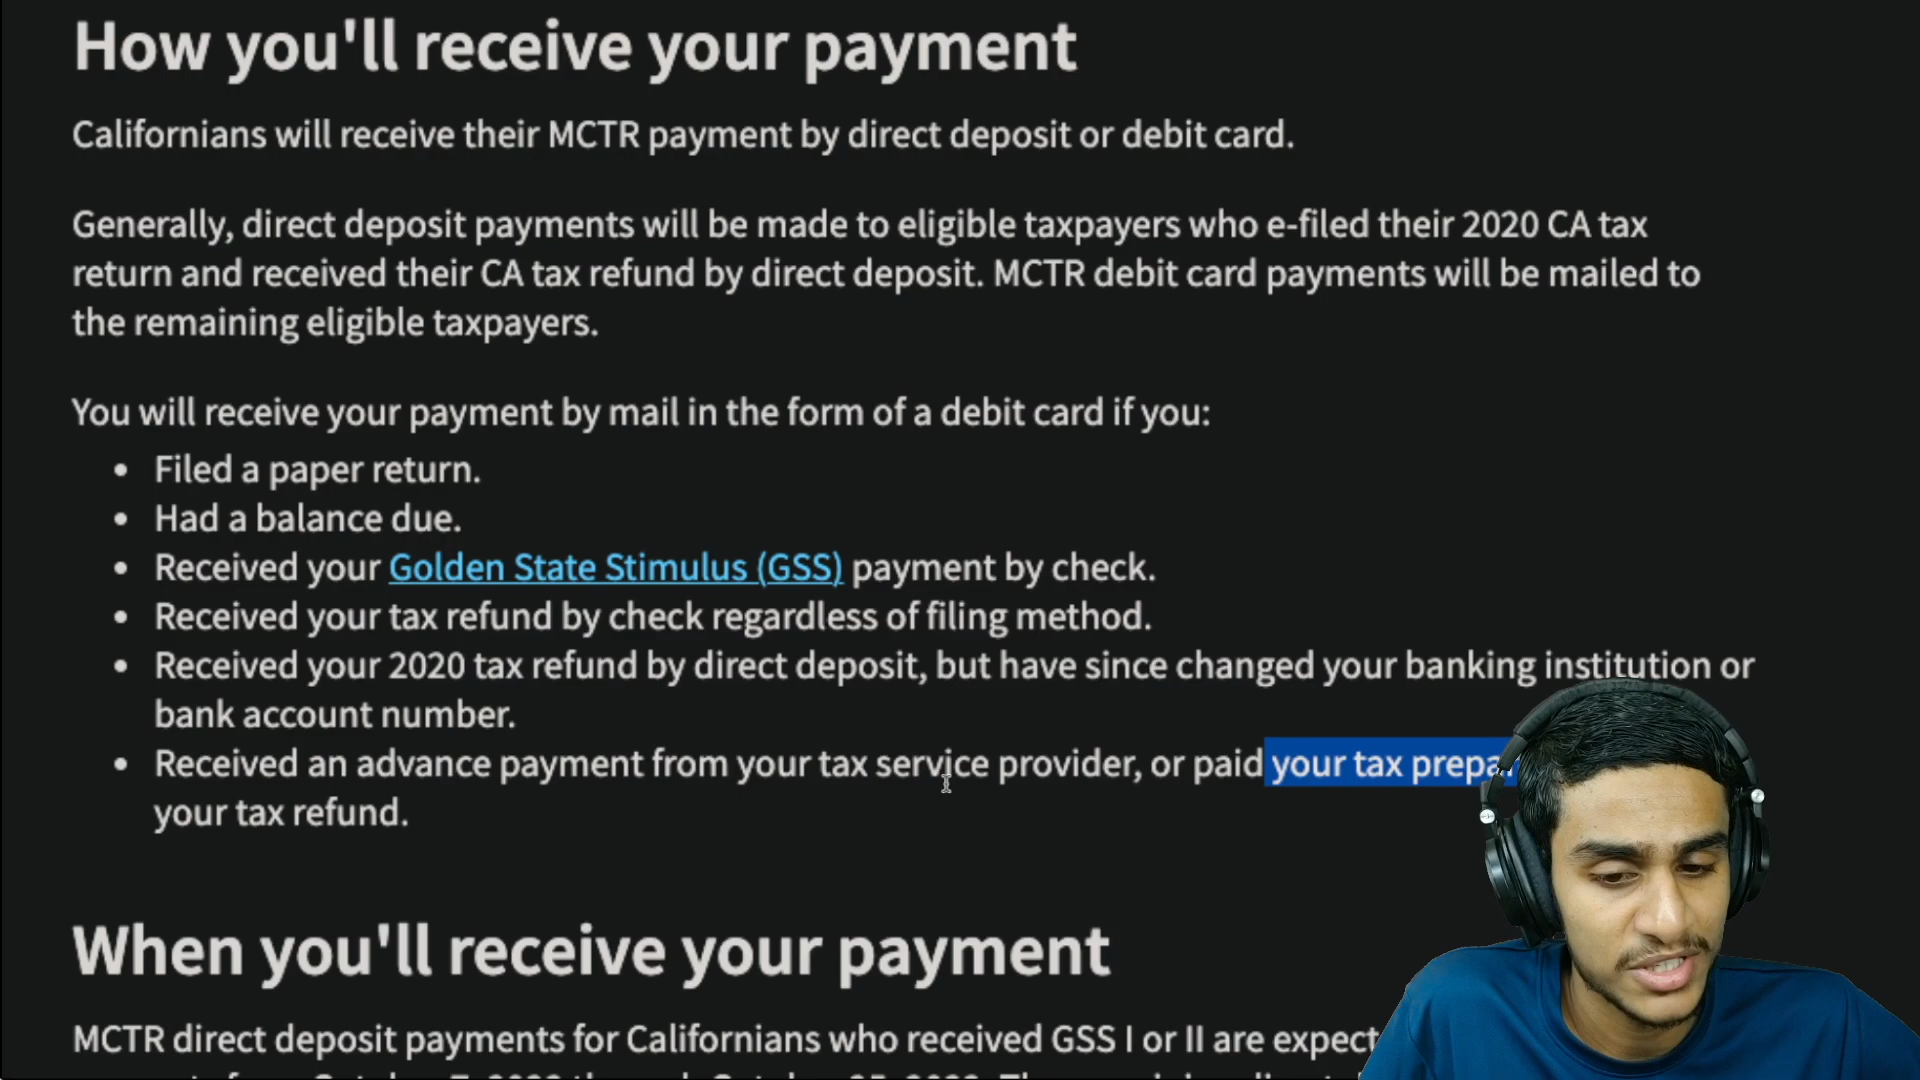 How you'll receive your payment
Californians will receive their MCTR payment by direct deposit or debit card.
Generally, direct deposit payments will be made to eligible taxpayers who e-filed their 2020 CA tax
return and received their CA tax refund by direct deposit. MCTR debit card payments will be mailed to
the remaining eligible taxpayers.
You will receive your payment by mail in the form of a debit card if you:
• Filed a paper return.
• Had a balance due.
• Received your Golden State Stimulus (GSS) payment by check.
• Received your tax refund by check regardless of filing method.
• Received your 2020 tax refund by direct deposit, but have since changed your banking institution or
bank account number.
• Received an advance payment from your tax service provider, or paid your tax prepar
your tax refund.
When you'll receive your payment
MCTR direct deposit payments for Californians who received GSS I or II are expect